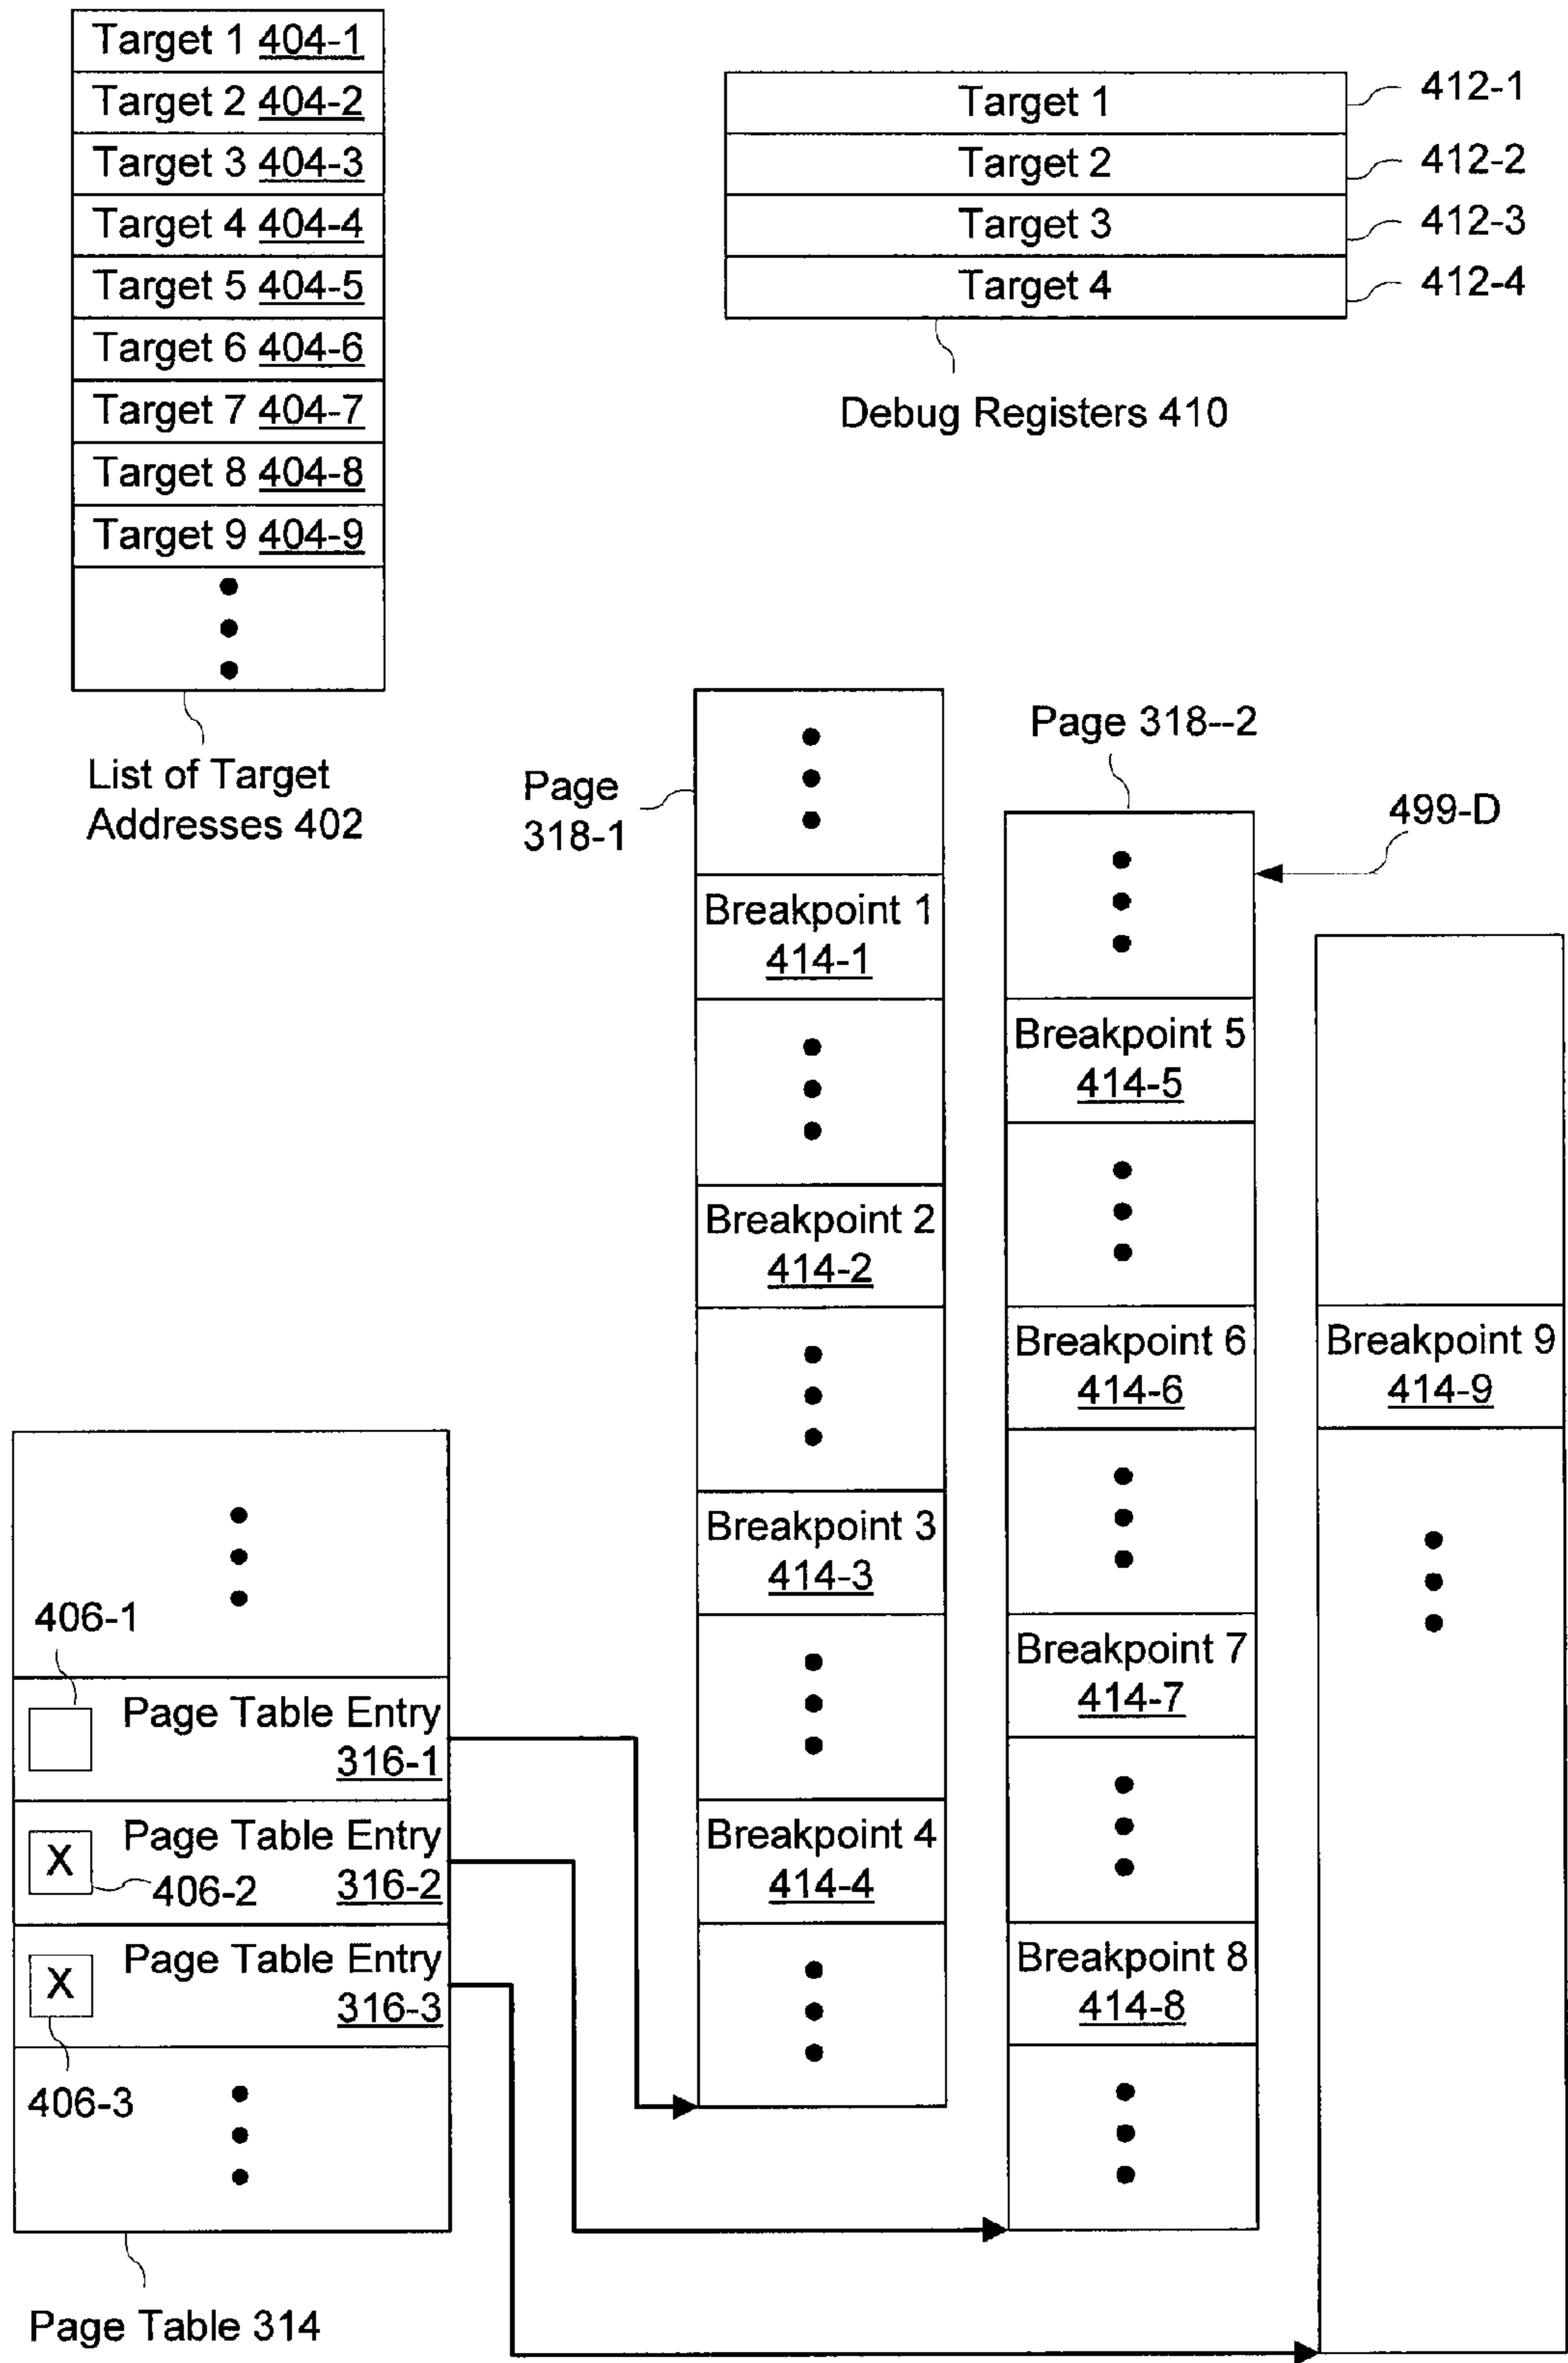 Target 1 404-1
Target 2 404-2
Target 3 404-3
Target 4 404-4
Target 5 404-5
Target 6 404-6
Target 7 404-7
Target 8 404-8
Target 9 404-9
List of Target
Addresses 402
Target 1
412-1
Target 2
412-2
Target 3
412-3
Target 4
412-4
Debug Registers 410
Page
318-1
Breakpoint 1
414-1
Breakpoint 2
414-2
Breakpoint 3
414-3
Breakpoint 4
414-4
Page 318--2
499-D
Breakpoint 5
414-5
Breakpoint 6
414-6
Breakpoint 7
414-7
Breakpoint 8
414-8
Breakpoint 9
414-9
406-1
Page Table Entry
316-1
X
Page Table Entry
406-2
316-2
X
Page Table Entry
316-3
406-3
Page Table 314